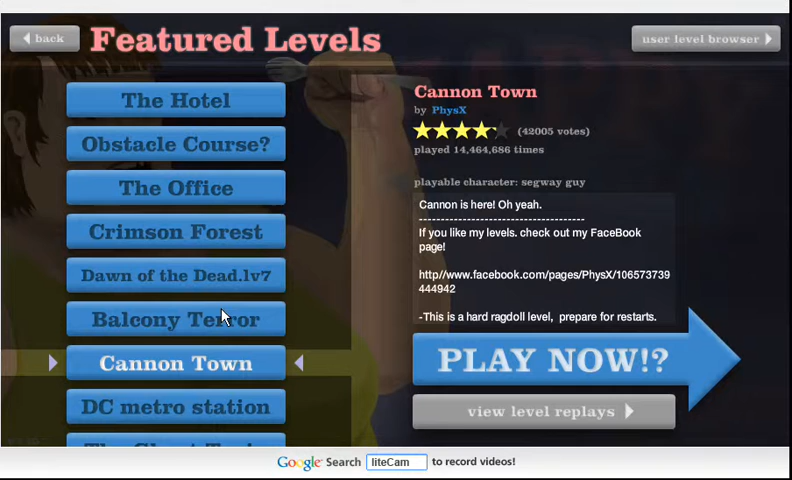 back
Featured Levels
user level browser
The Hotel
Obstacle Course?
The Office
Crimson Forest
Dawn of the Dead.lv7
Balcony Terror
Cannon Town
DC metro station
Cannon Town
by PhysX
(42005 votes)
played 14,464,686 times
playable character: segway guy
Cannon is here! Oh yeah.
--------------------------------------
If you like my levels. check out my FaceBook
page!
http//www.facebook.com/pages/PhysX/106573739
444942
-This is a hard ragdoll level, prepare for restarts.
PLAY NOW!?
view level replays
Google Search liteCam to record videos!